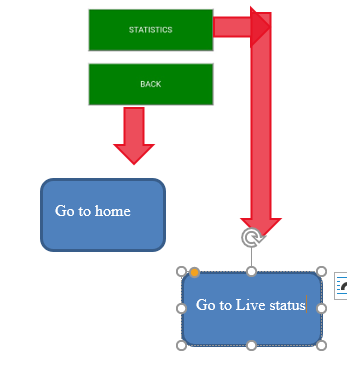 STATISTICS
BACK
Go to home
Go to Live status